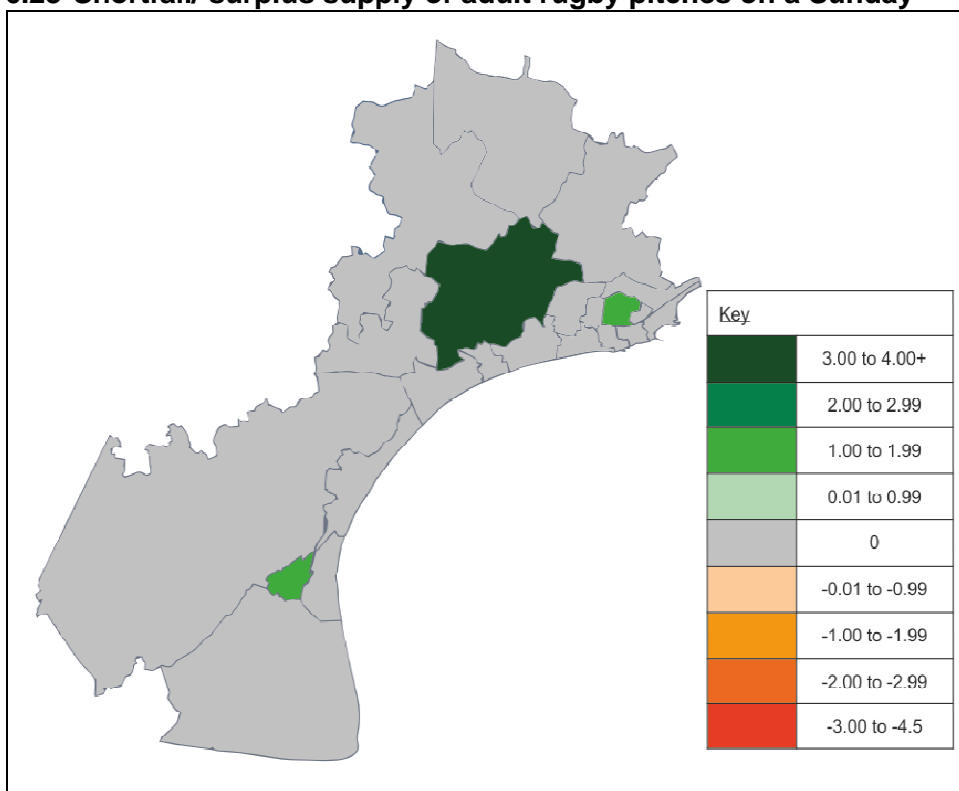 Shortfall/ surplus supply of adult rugby pitches on a Sunday
Key
3.00 to 4.00+
2.00 to 2.99
1.00 to 1.99
0.01 to 0.99
0
-0.01 to -0.99
-1.00 to -1.99
-2.00 to -2.99
-3.00 to -4.5